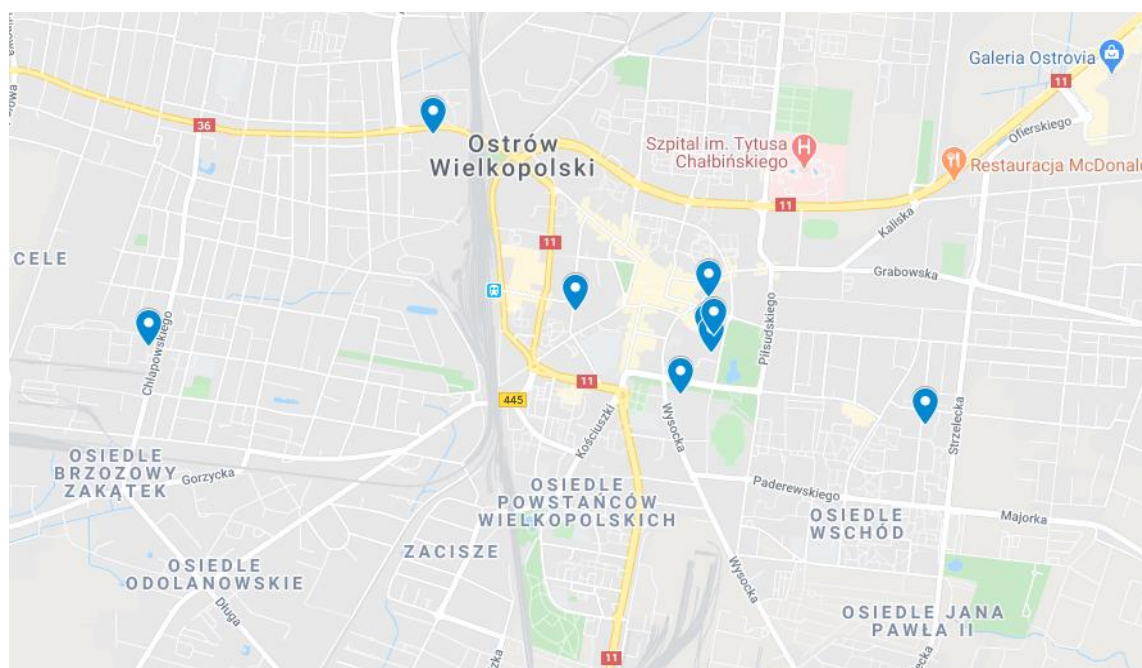 Galeria Ostrovia
11
Ofierskiego
36
Ostrów
Wielkopolski
Szpital im. Tytusa
Chałbińskiego
Restauracja McDonald
11
Kaliska
11
CELE
Grabowska
Piłsudskiego
Chłapowskiego
11
445
Kościuszki
Wysocka
Strzelecka
OSIEDLE
BRZOZOWY
ZAKĄTEK
Gorzycka
OSIEDLE
POWSTAŃCÓW
WIELKOPOLSKICH
Paderewskiego
OSIEDLE
WSCHÓD
Majorka
ZACISZE
OSIEDLE
ODOLANOWSKIE
Wysocka
Długa
OSIEDLE JANA
PAWŁA II
11